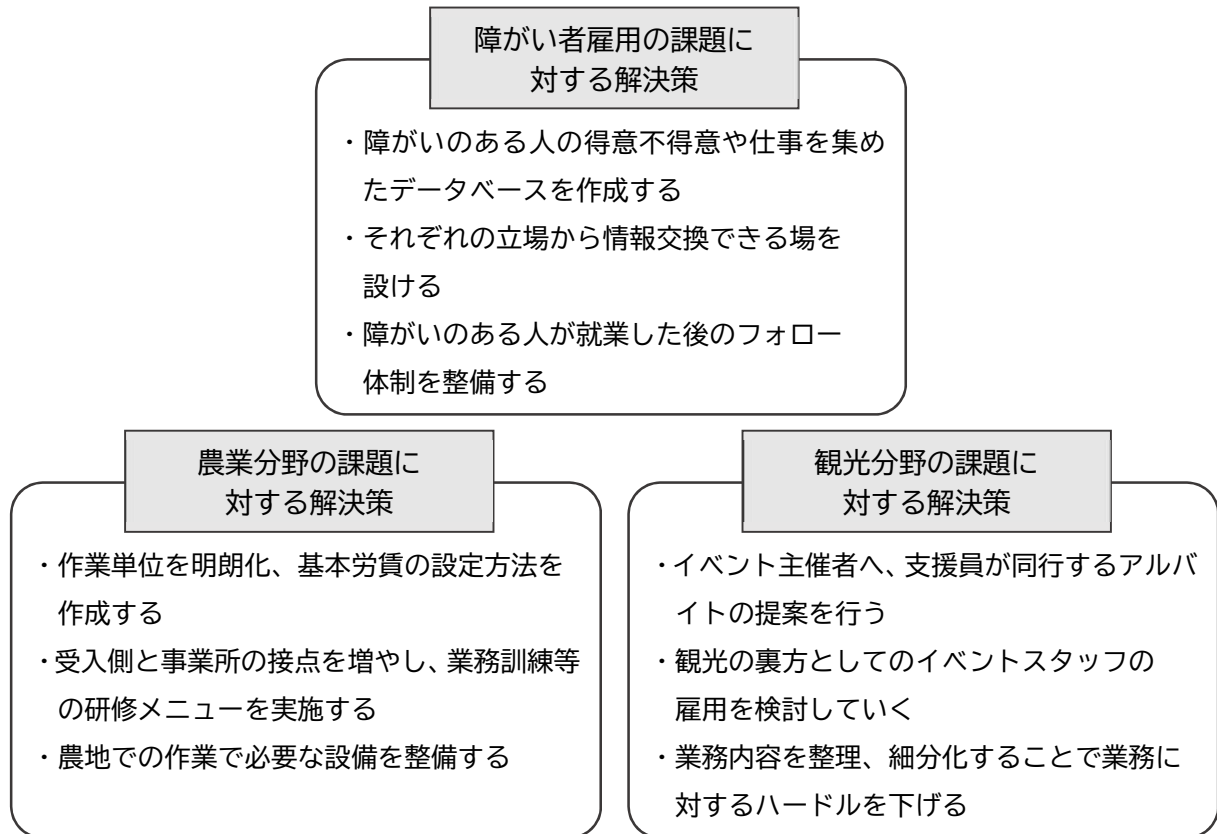 障がい者雇用の課題に
対する解決策
・障がいのある人の得意不得意や仕事を集め
たデータベースを作成する
・それぞれの立場から情報交換できる場を
設ける
・障がいのある人が就業した後のフォロー
体制を整備する
農業分野の課題に
対する解決策
・作業単位を明朗化、基本労賃の設定方法を
作成する
・受入側と事業所の接点を増やし、業務訓練等
の研修メニューを実施する
・農地での作業で必要な設備を整備する
観光分野の課題に
対する解決策
・イベント主催者へ、支援員が同行するアルバ
イトの提案を行う
・観光の裏方としてのイベントスタッフの
雇用を検討していく
・業務内容を整理、細分化することで業務に
対するハードルを下げる